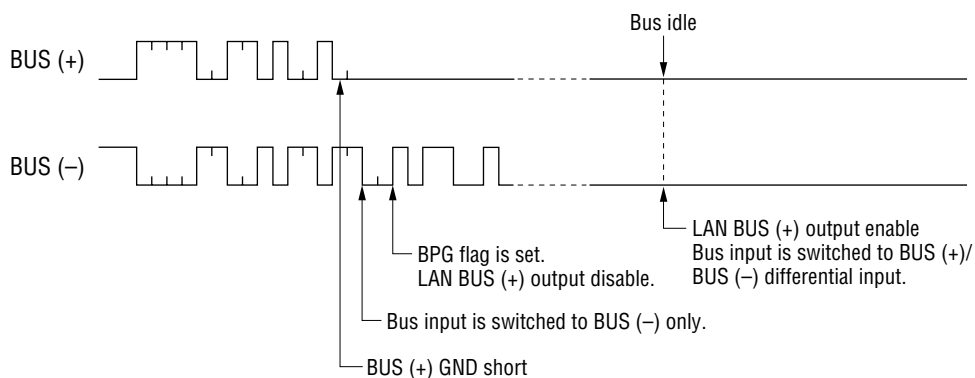 Bus idle
BUS (+)
BUS (–)
LAN BUS (+) output enable
Bus input is switched to BUS (+)/
BUS (–) differential input.
BPG flag is set.
LAN BUS (+) output disable.
Bus input is switched to BUS (–) only.
BUS (+) GND short